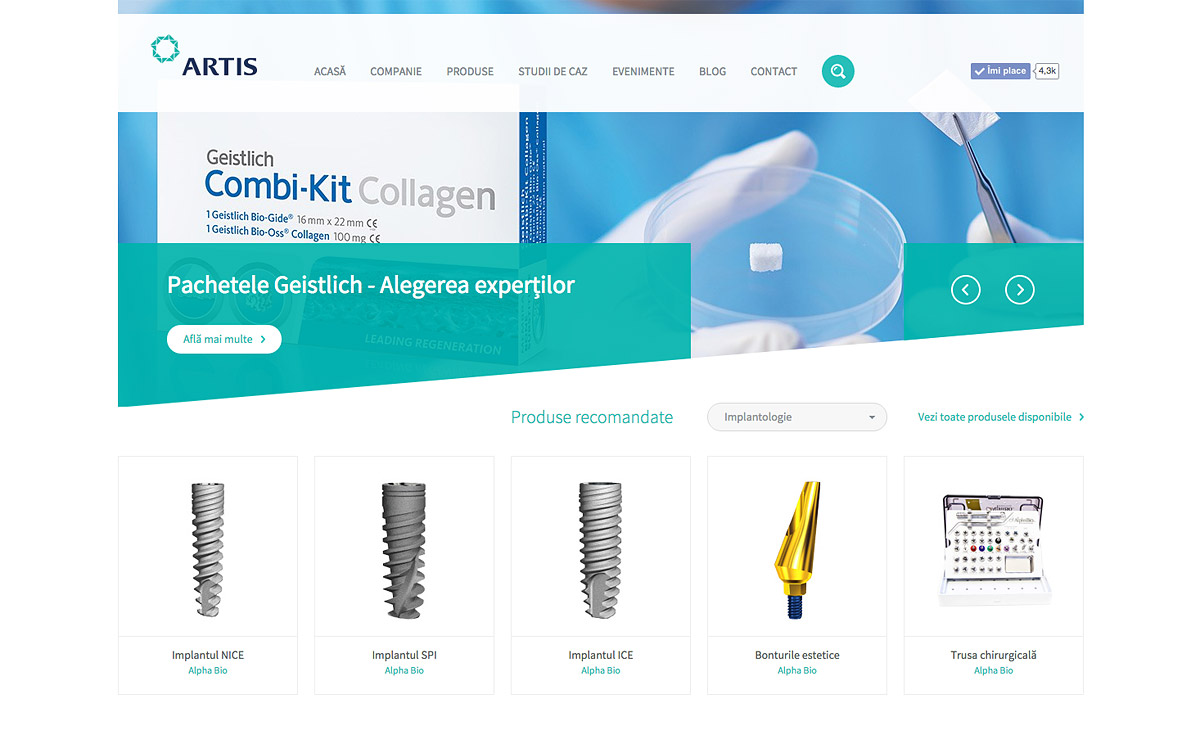 ARTIS
ACASĂ COMPANIE PRODUSE STUDII DE CAZ EVENIMENTE BLOG CONTACT
Îmi place 4,3k
Geistlich
Combi-Kit Collagen
1 Geistlich Bio-Gide® 16 mm x 22 mm CE
1 Geistlich Bio-Oss® Collagen 100 mg CE
Pachetele Geistlich - Alegerea experților
LEADING REGENERATION
Află mai multe
Produse recomandate
Implantologie
Vezi toate produsele disponibile
Implantul NICE
Alpha Bio
Implantul SPI
Alpha Bio
Implantul ICE
Alpha Bio
Bonturile estetice
Alpha Bio
Trusa chirurgicală
Alpha Bio